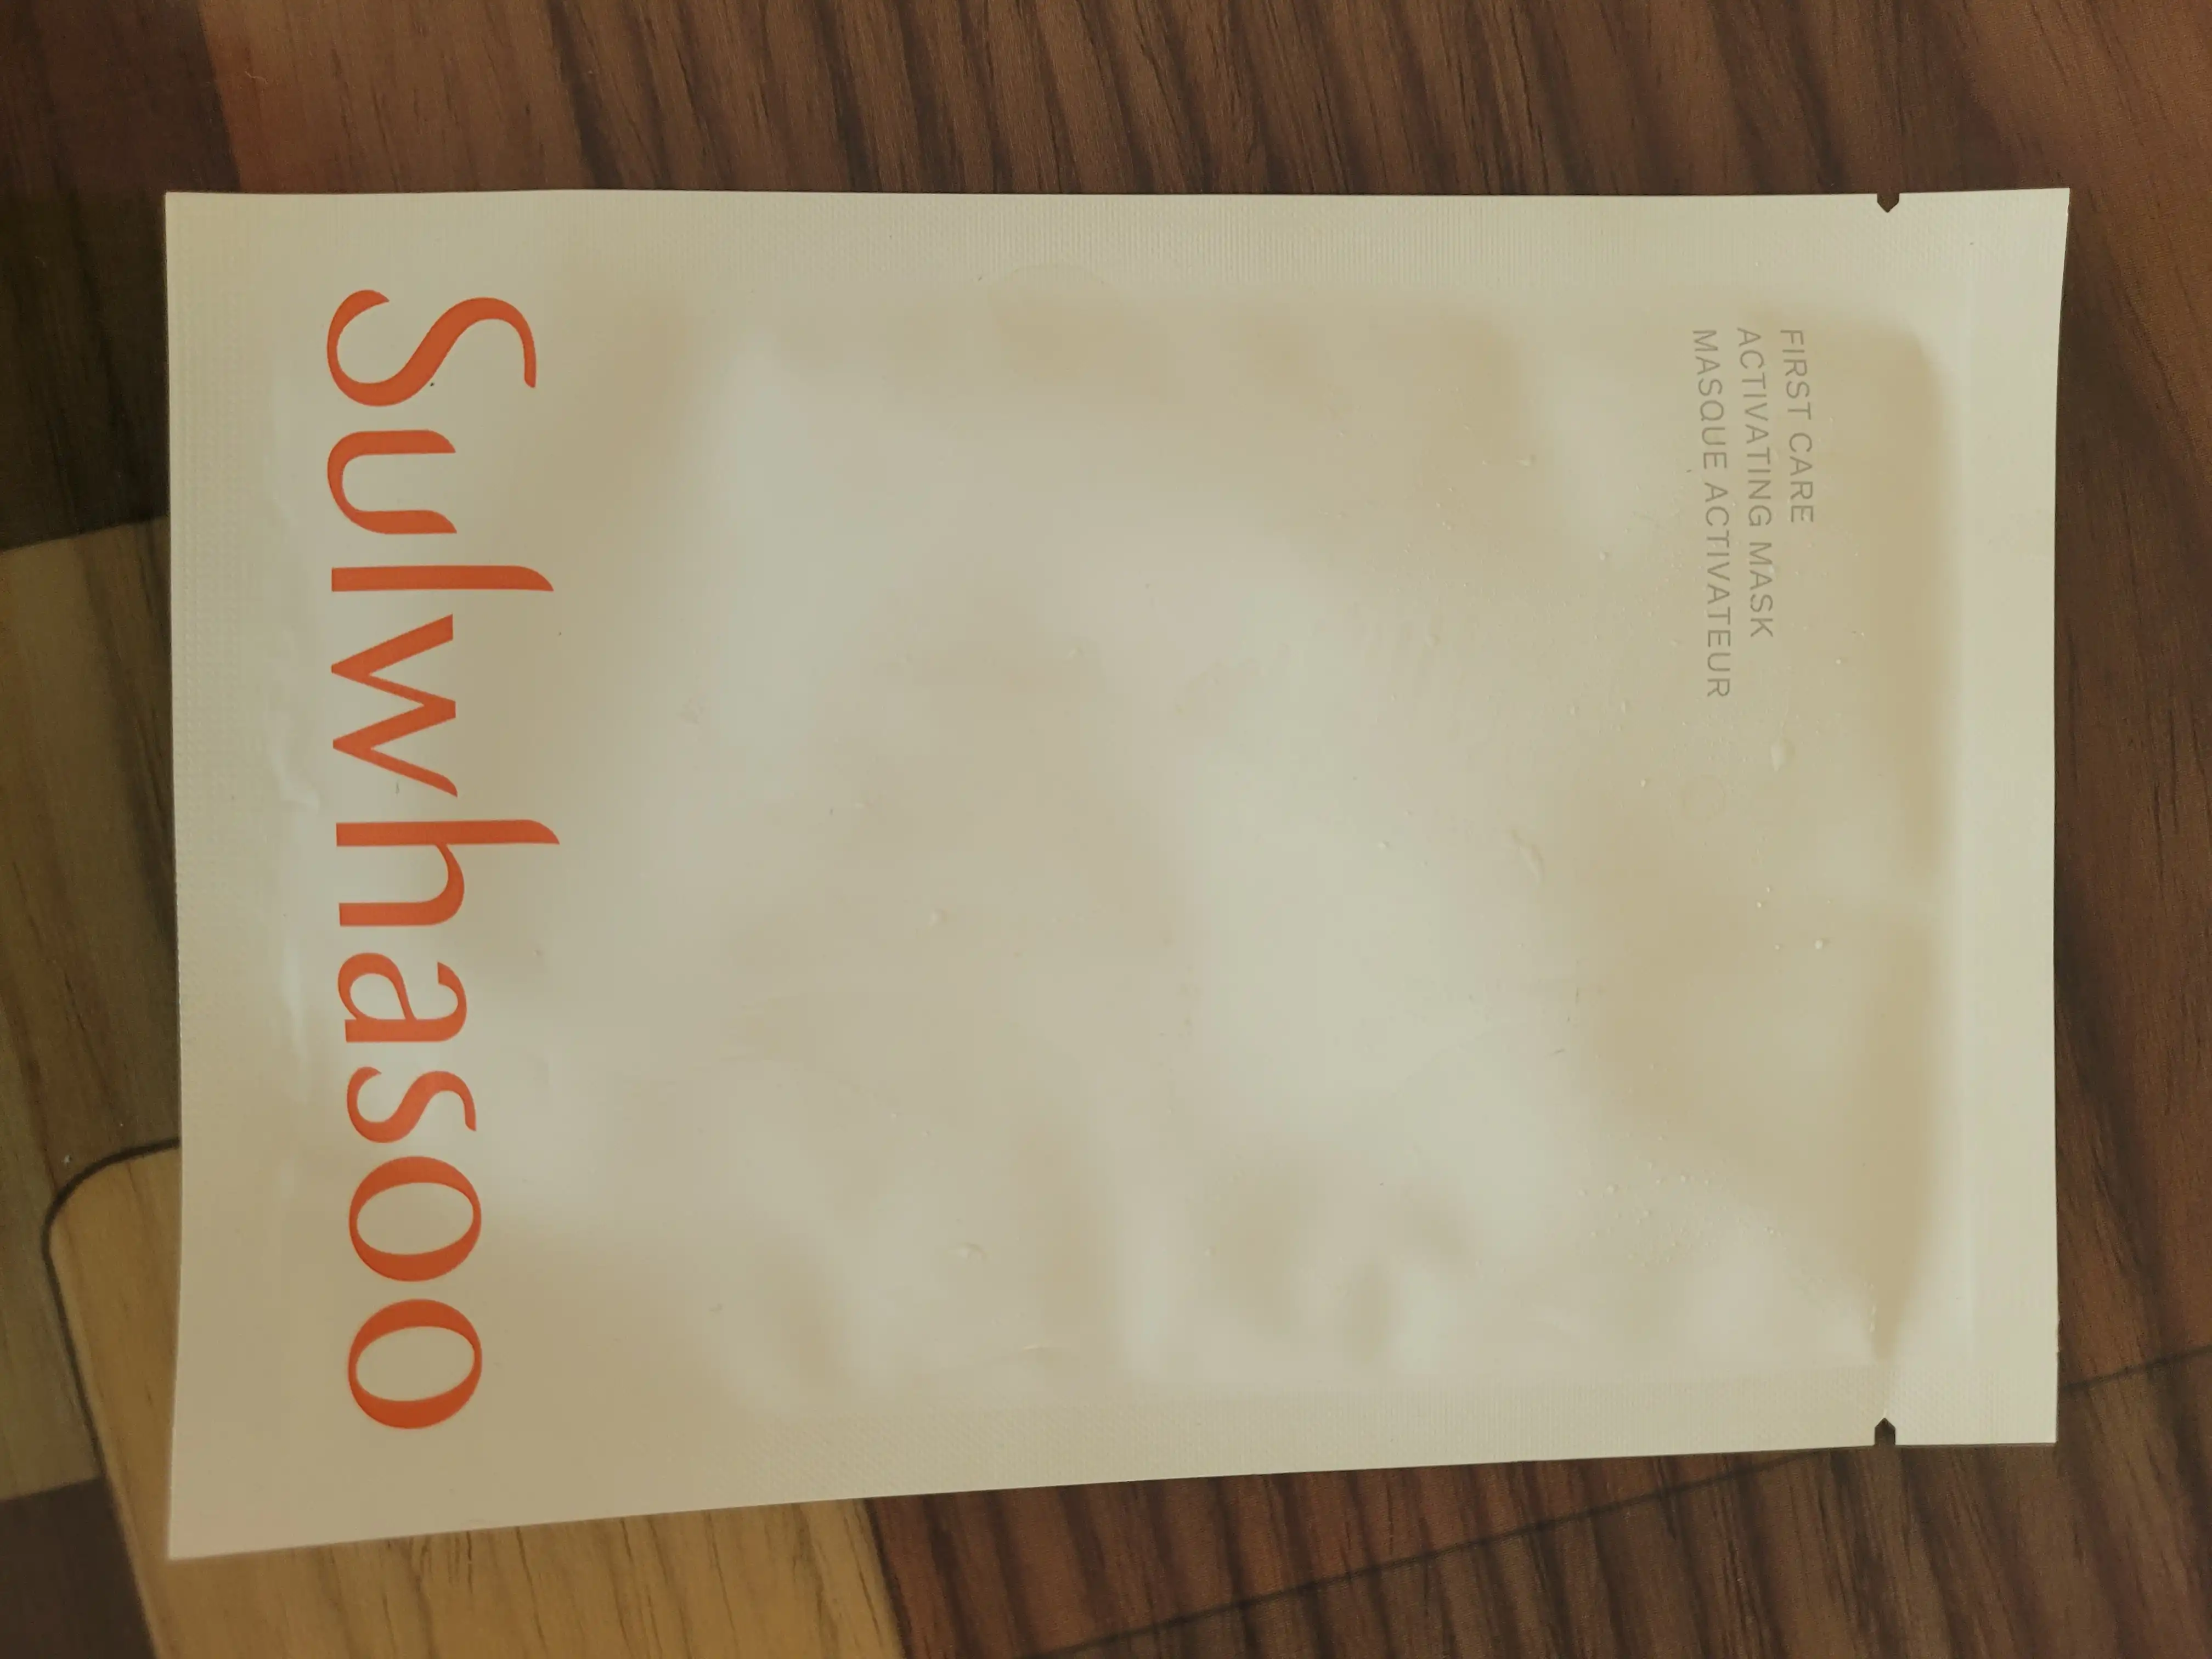 FIRST CARE
ACTIVATING MASK
MASQUE ACTIVATEUR
Sulwhasoo